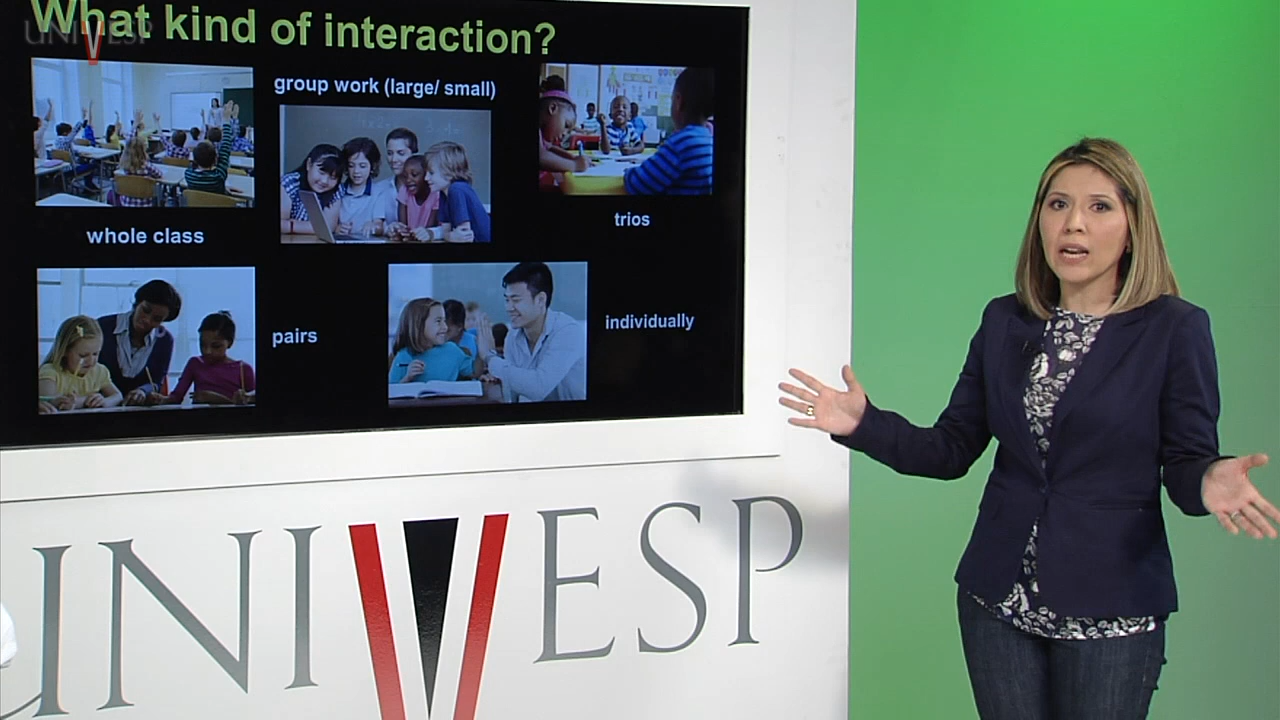 What kind of interaction?
UNIVESP
group work (large/ small)
whole class
trios
pairs
individually
UNIVESP